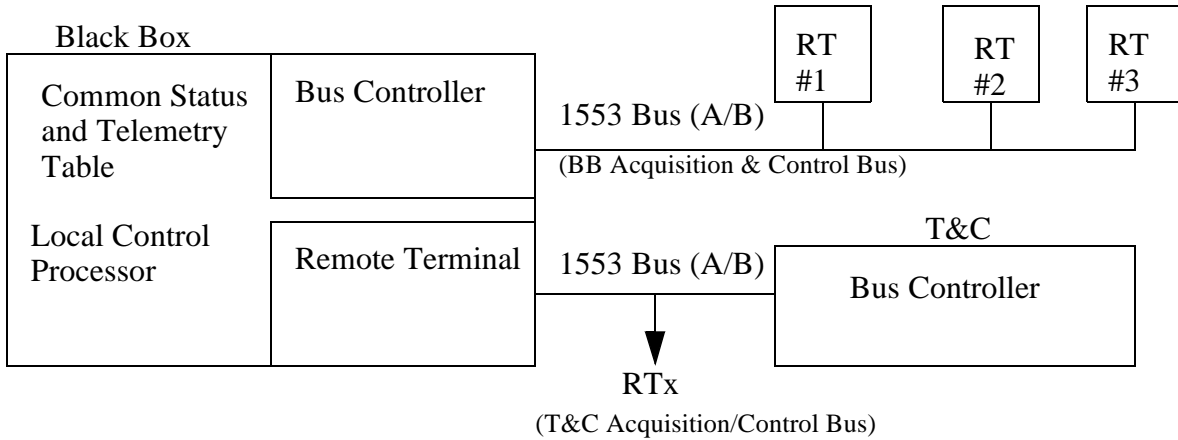 Black Box
Common Status
and Telemetry
Table
Local Control
Processor
Bus Controller
Remote Terminal
1553 Bus (A/B)
(BB Acquisition & Control Bus)
RT
#1
RT
#2
RT
#3
1553 Bus (A/B)
T&C
Bus Controller
RTx
(T&C Acquisition/Control Bus)